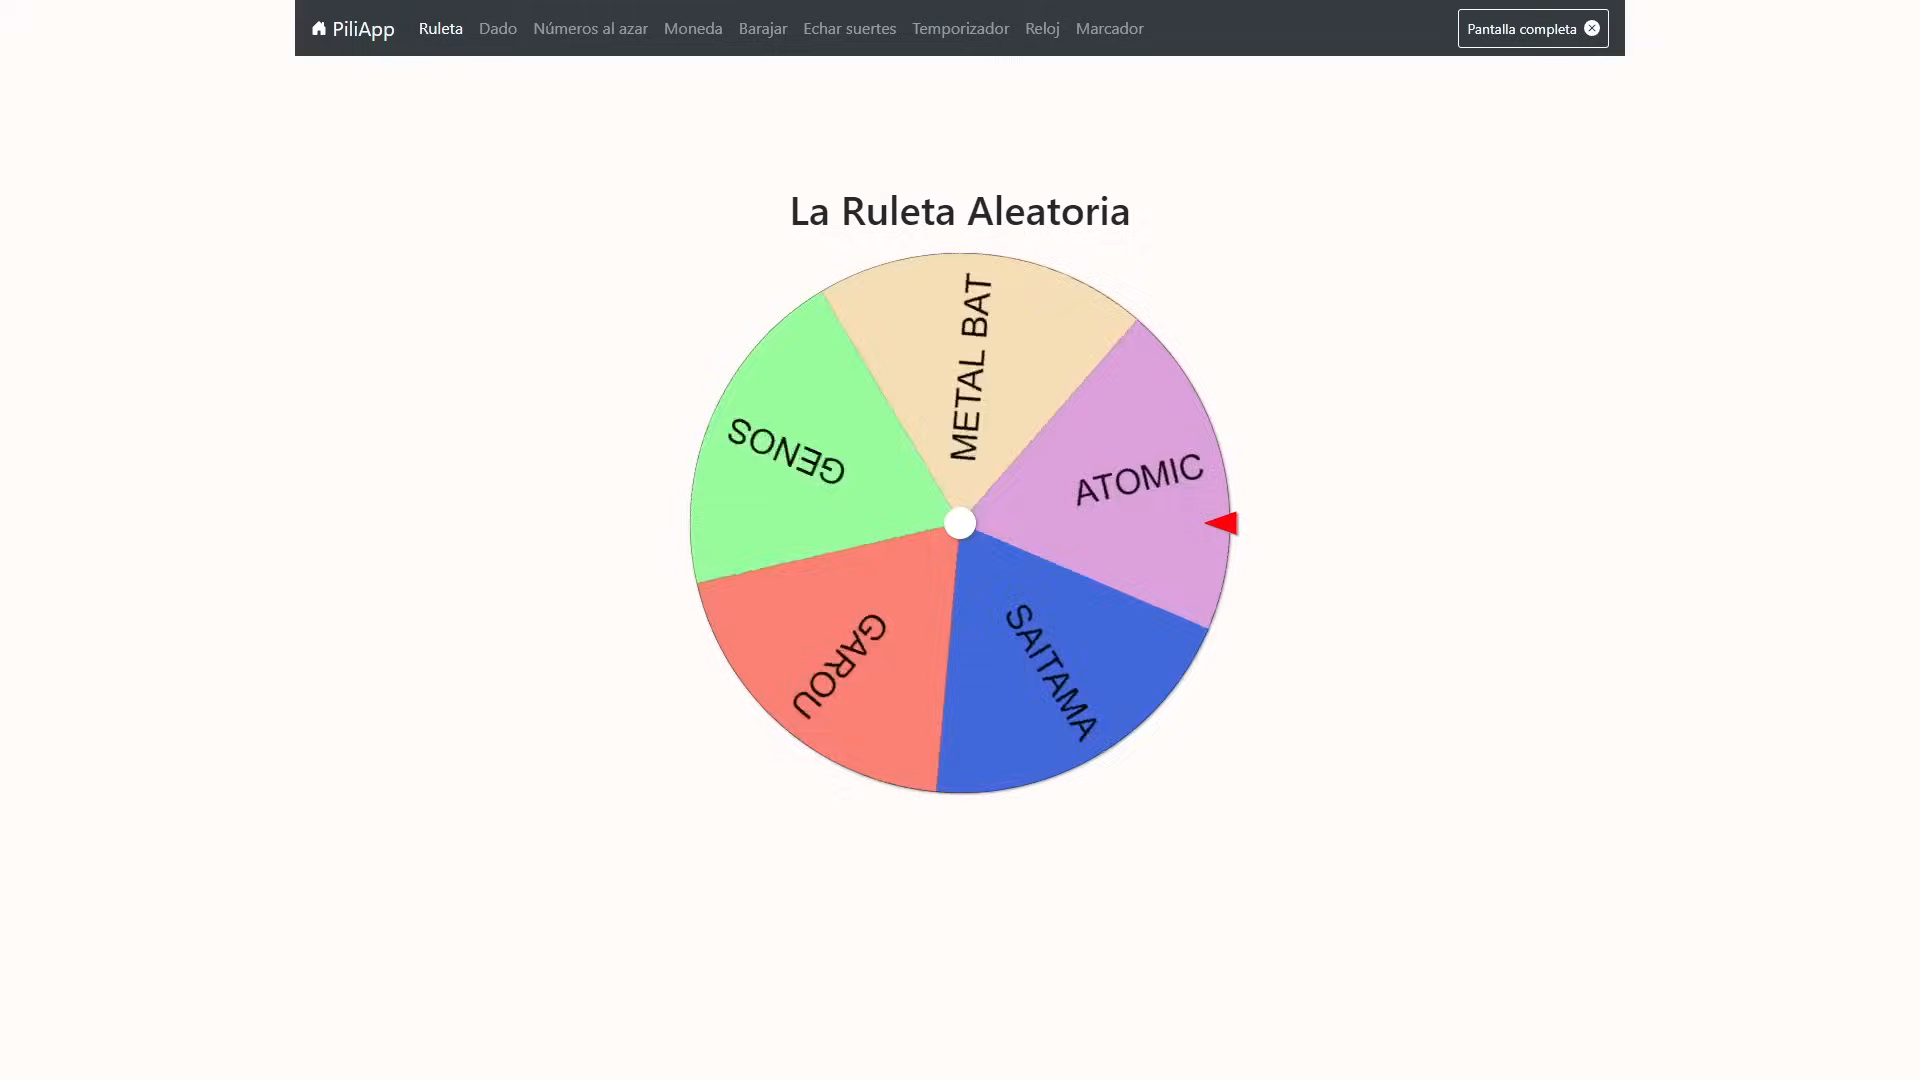 PiliApp Ruleta Dado Números al azar Moneda Barajar Echar suertes Temporizador Reloj Marcador Pantalla completa
La Ruleta Aleatoria
METAL BAT
ATOMIC
GENOS
SAITAMA
GAROU